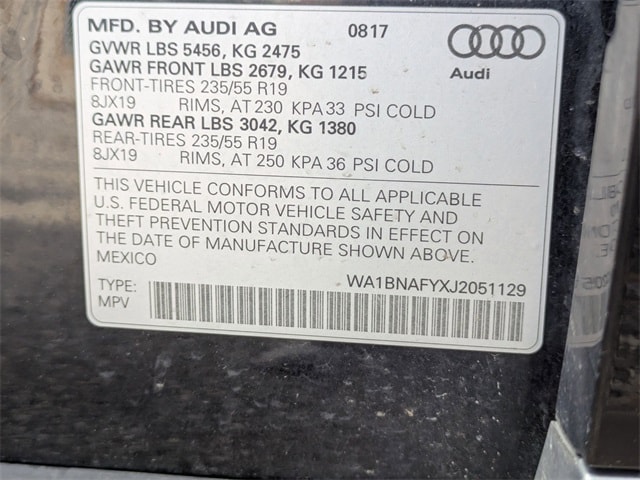 MFD. BY AUDI AG 0817
GVWR LBS 5456, KG 2475
GAWR FRONT LBS 2679, KG 1215
Audi
FRONT-TIRES 235/55 R19
8JX19 RIMS, AT 230 KPA 33 PSI COLD
GAWR REAR LBS 3042, KG 1380
REAR-TIRES 235/55 R19
8JX19 RIMS, AT 250 KPA 36 PSI COLD
THIS VEHICLE CONFORMS TO ALL APPLICABLE
U.S. FEDERAL MOTOR VEHICLE SAFETY AND
THEFT PREVENTION STANDARDS IN EFFECT ON
THE DATE OF MANUFACTURE SHOWN ABOVE.
MEXICO
WA1BNAFYXJ2051129
TYPE:
MPV